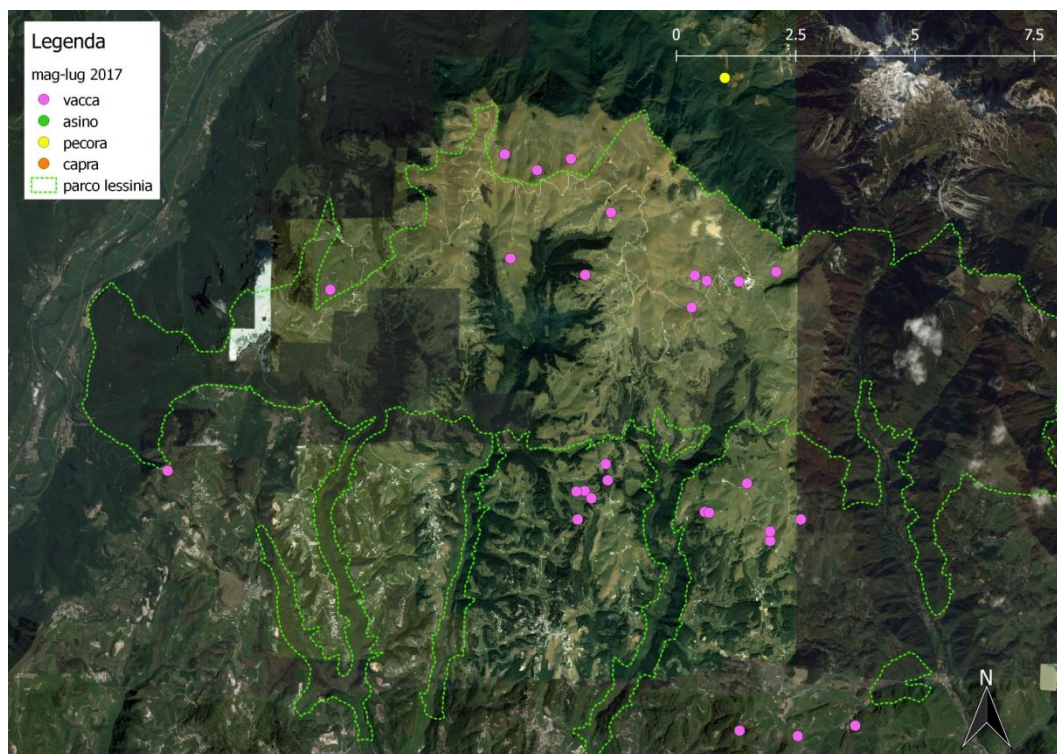 Legenda
mag-lug 2017
vacca
asino
pecora
capra
parco lessinia
0 2.5 5 7.5
N